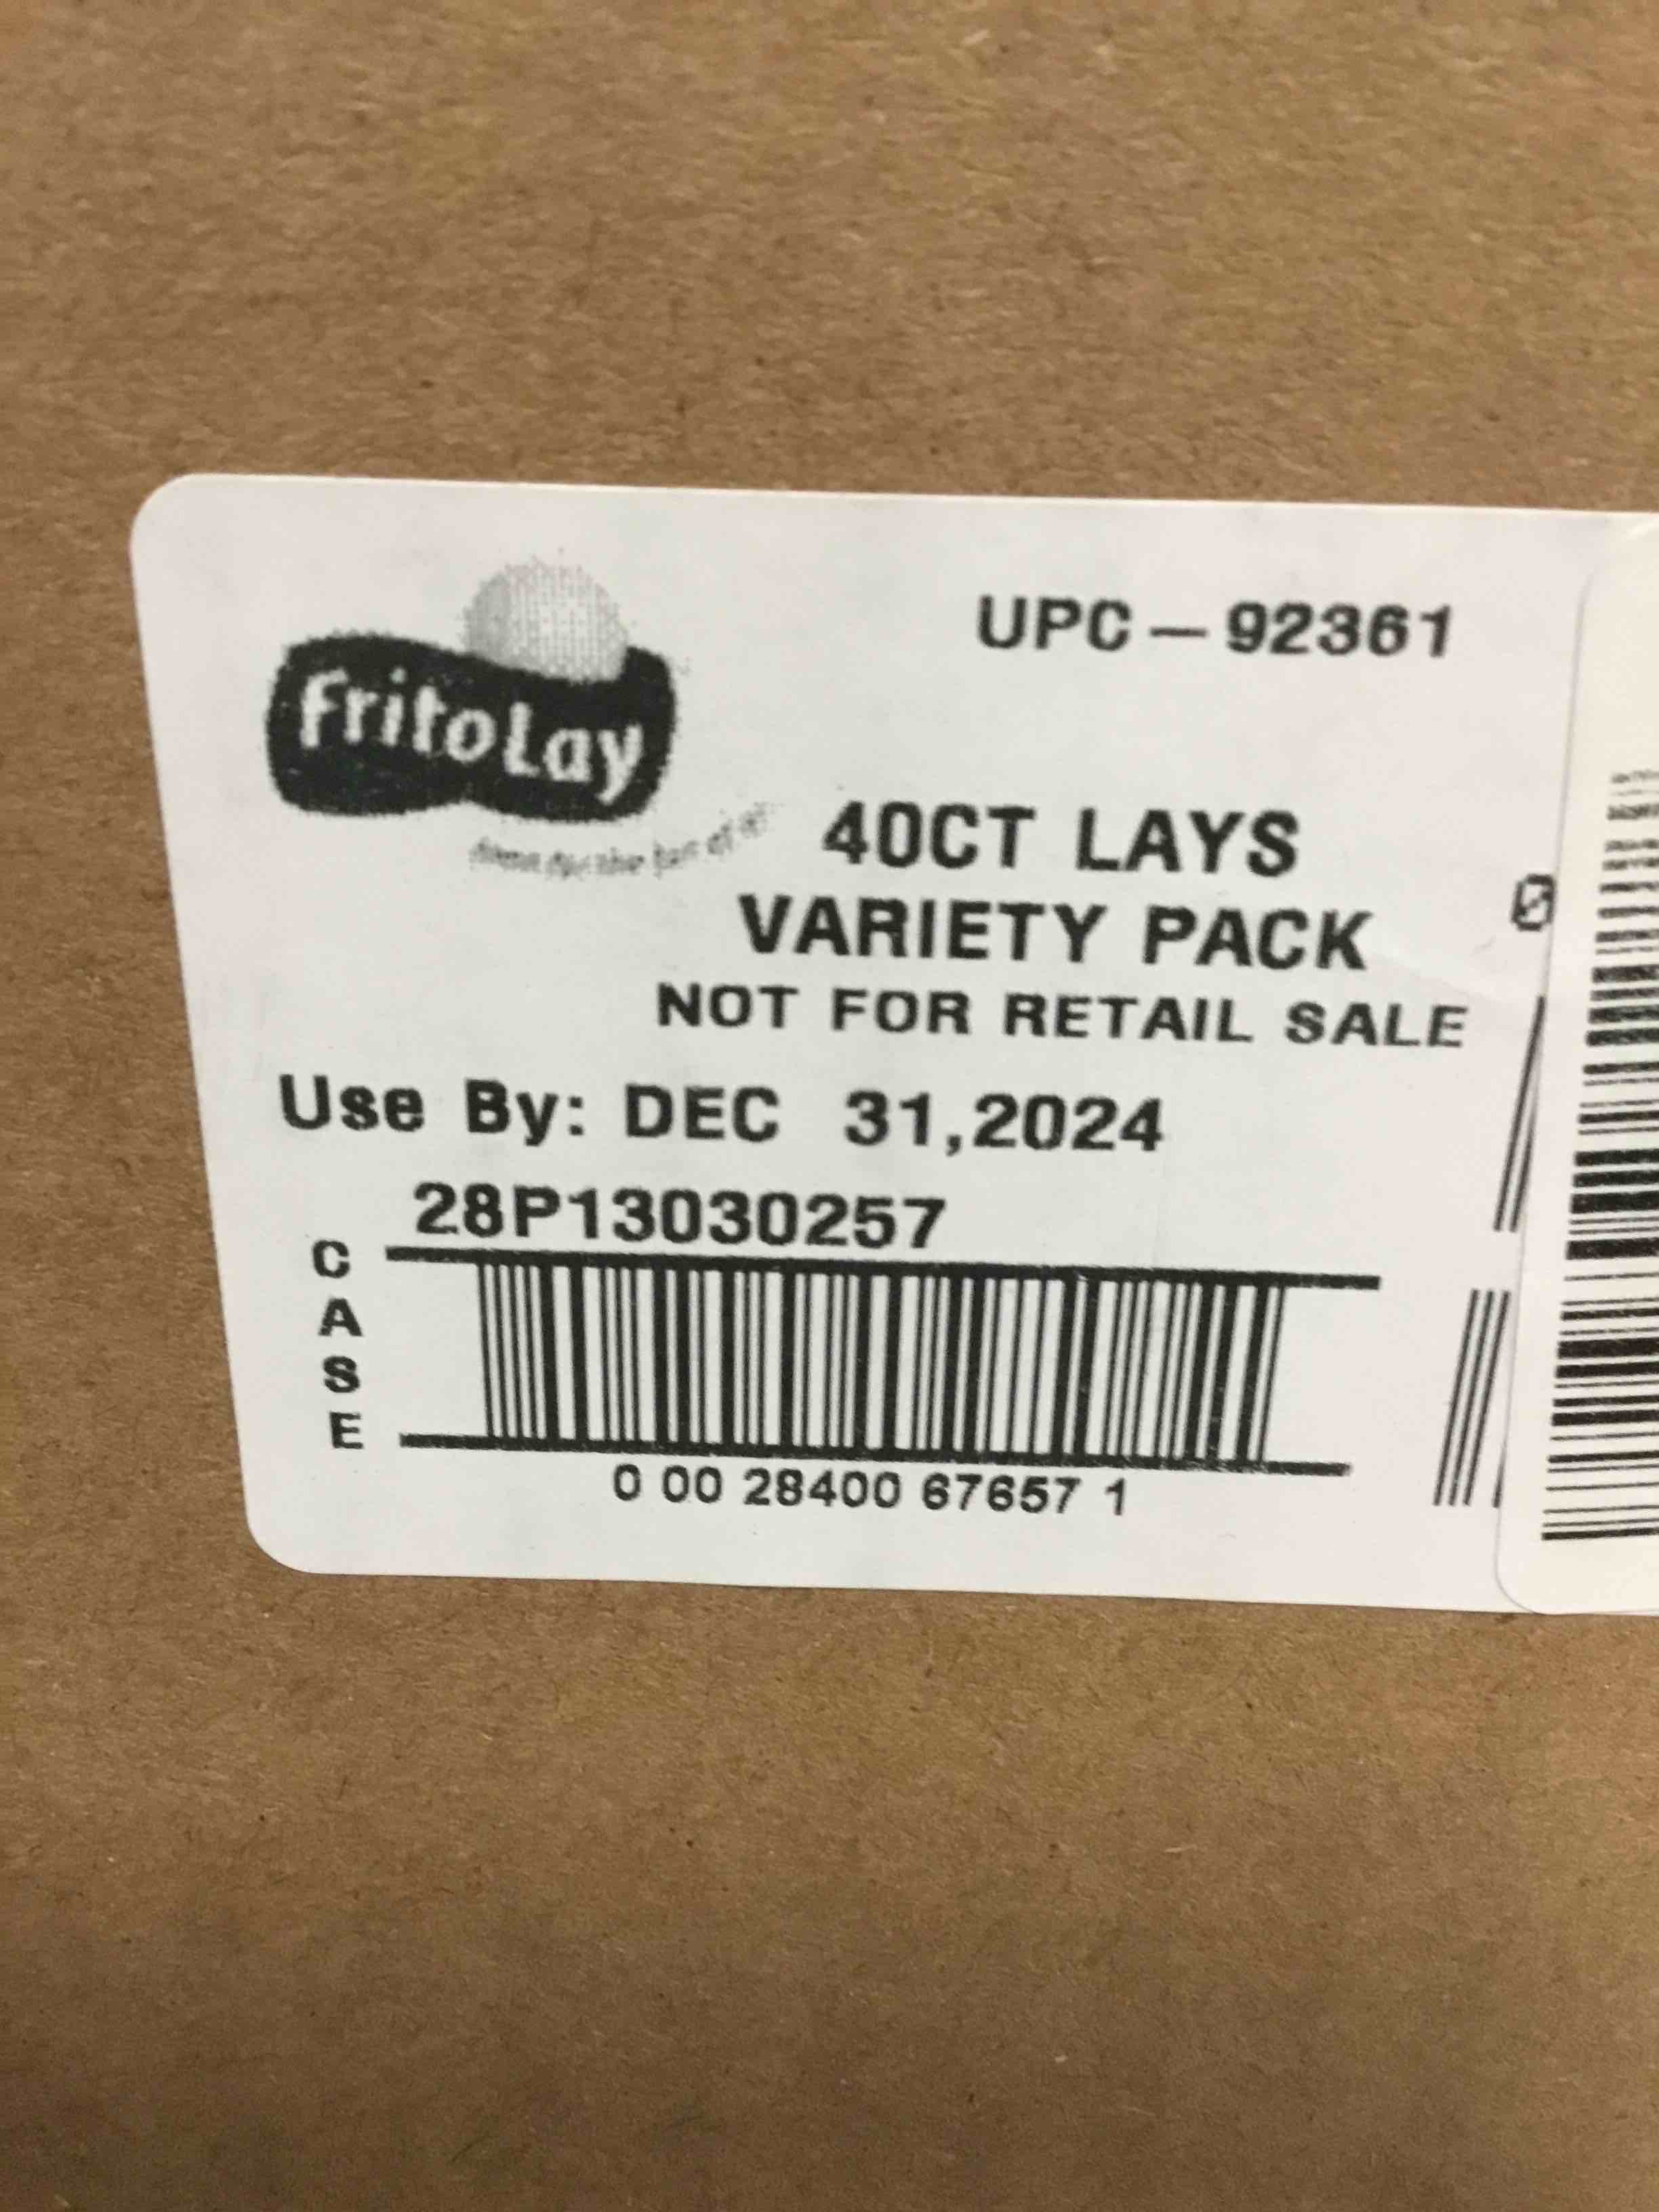 FritoLay
UPC — 92361
40CT LAYS
VARIETY PACK
NOT FOR RETAIL SALE
Use By: DEC 31,2024
28P13030257
CASE
0 00 28400 67657 1
0